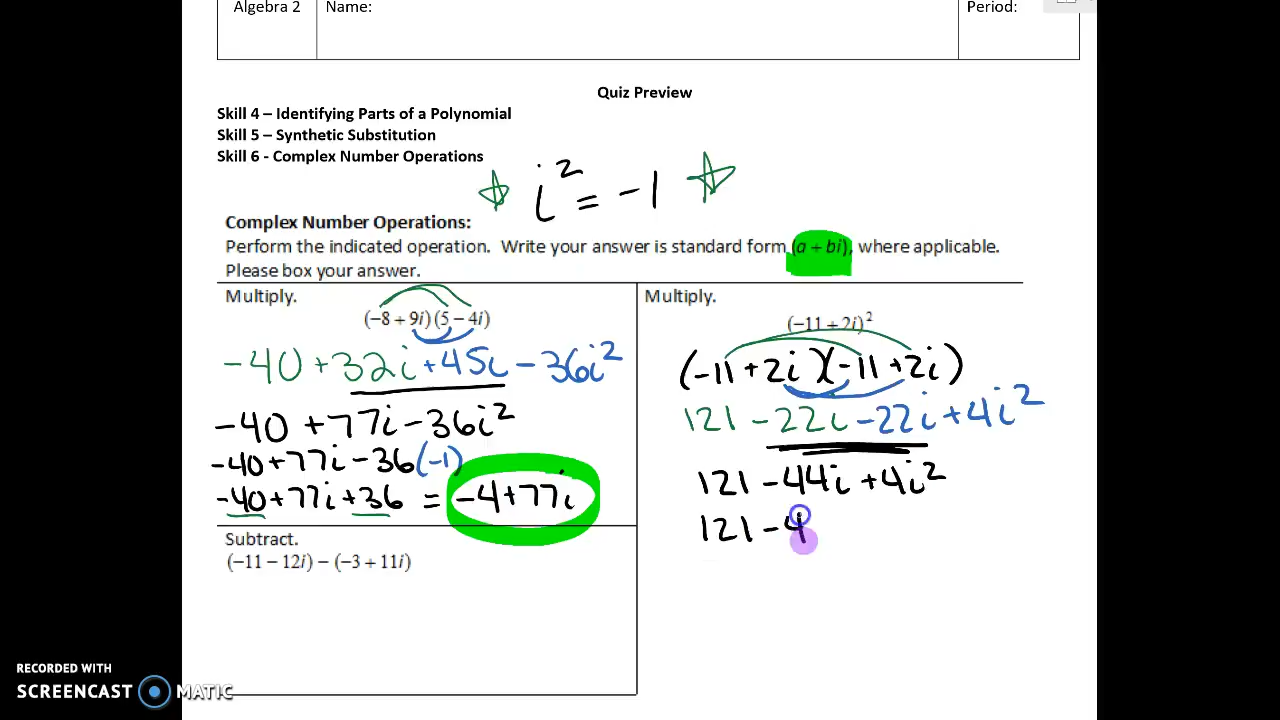 Algebra 2 Name: Period:
Quiz Preview
Skill 4 – Identifying Parts of a Polynomial
Skill 5 – Synthetic Substitution
Skill 6 - Complex Number Operations
i² = -1
Complex Number Operations:
Perform the indicated operation. Write your answer is standard form (a + bi), where applicable.
Please box your answer.
Multiply.
(−8 + 9i)(5 − 4i)
-40 +32i +45i -36i²
-40 +77i -36i²
-40 +77i -36(-1)
-40 +77i +36 = -4+77i
Multiply.
(−11 + 2i)²
(-11 +2i)(-11 +2i)
121 -22i -22i +4i²
121 -44i +4i²
121 -4
Subtract.
(−11 − 12i) − (−3 + 11i)
RECORDED WITH
SCREENCAST MATIC